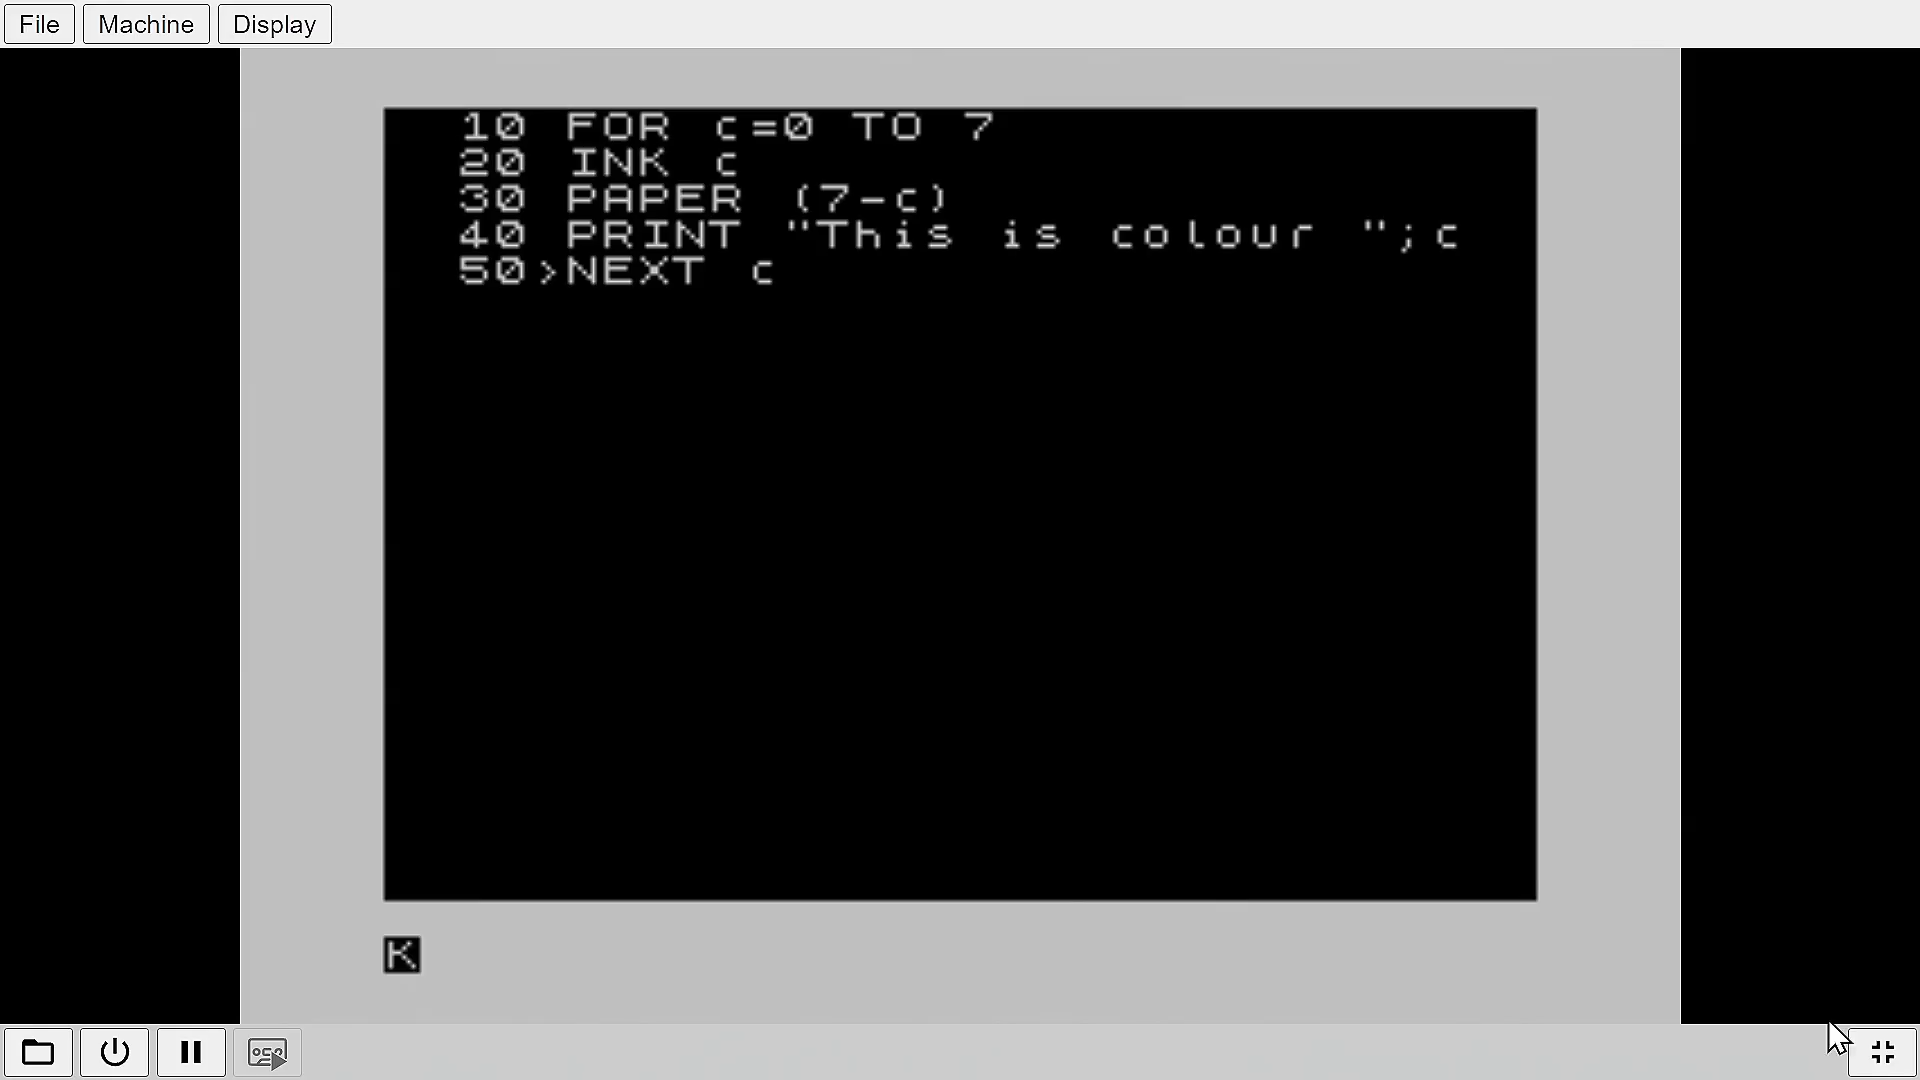 File Machine Display
10 FOR c=0 TO 7
20 INK c
30 PAPER (7-c)
40 PRINT "This is colour ";c
50>NEXT c
K